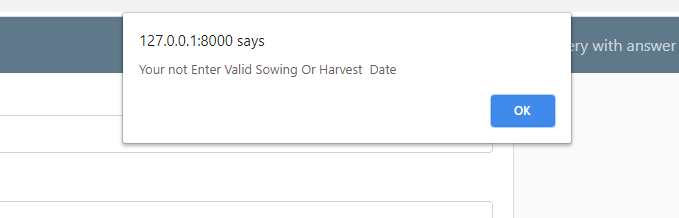 127.0.0.1:8000 says
ery with answer
Your not Enter Valid Sowing Or Harvest  Date
OK